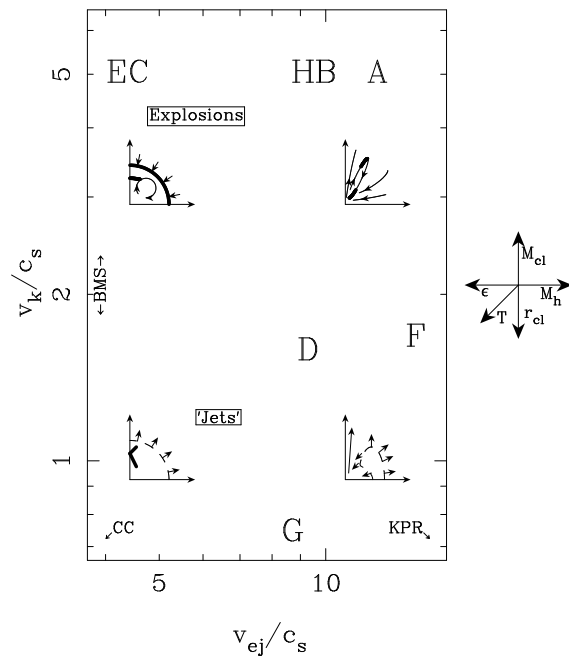 EC HB A
5
Explosions
v_k/c_s
2
←BMS→
M_cl
ϵ M_h
T r_cl
F
D
'Jets'
1
CC G KPR
5 10
v_ej/c_s